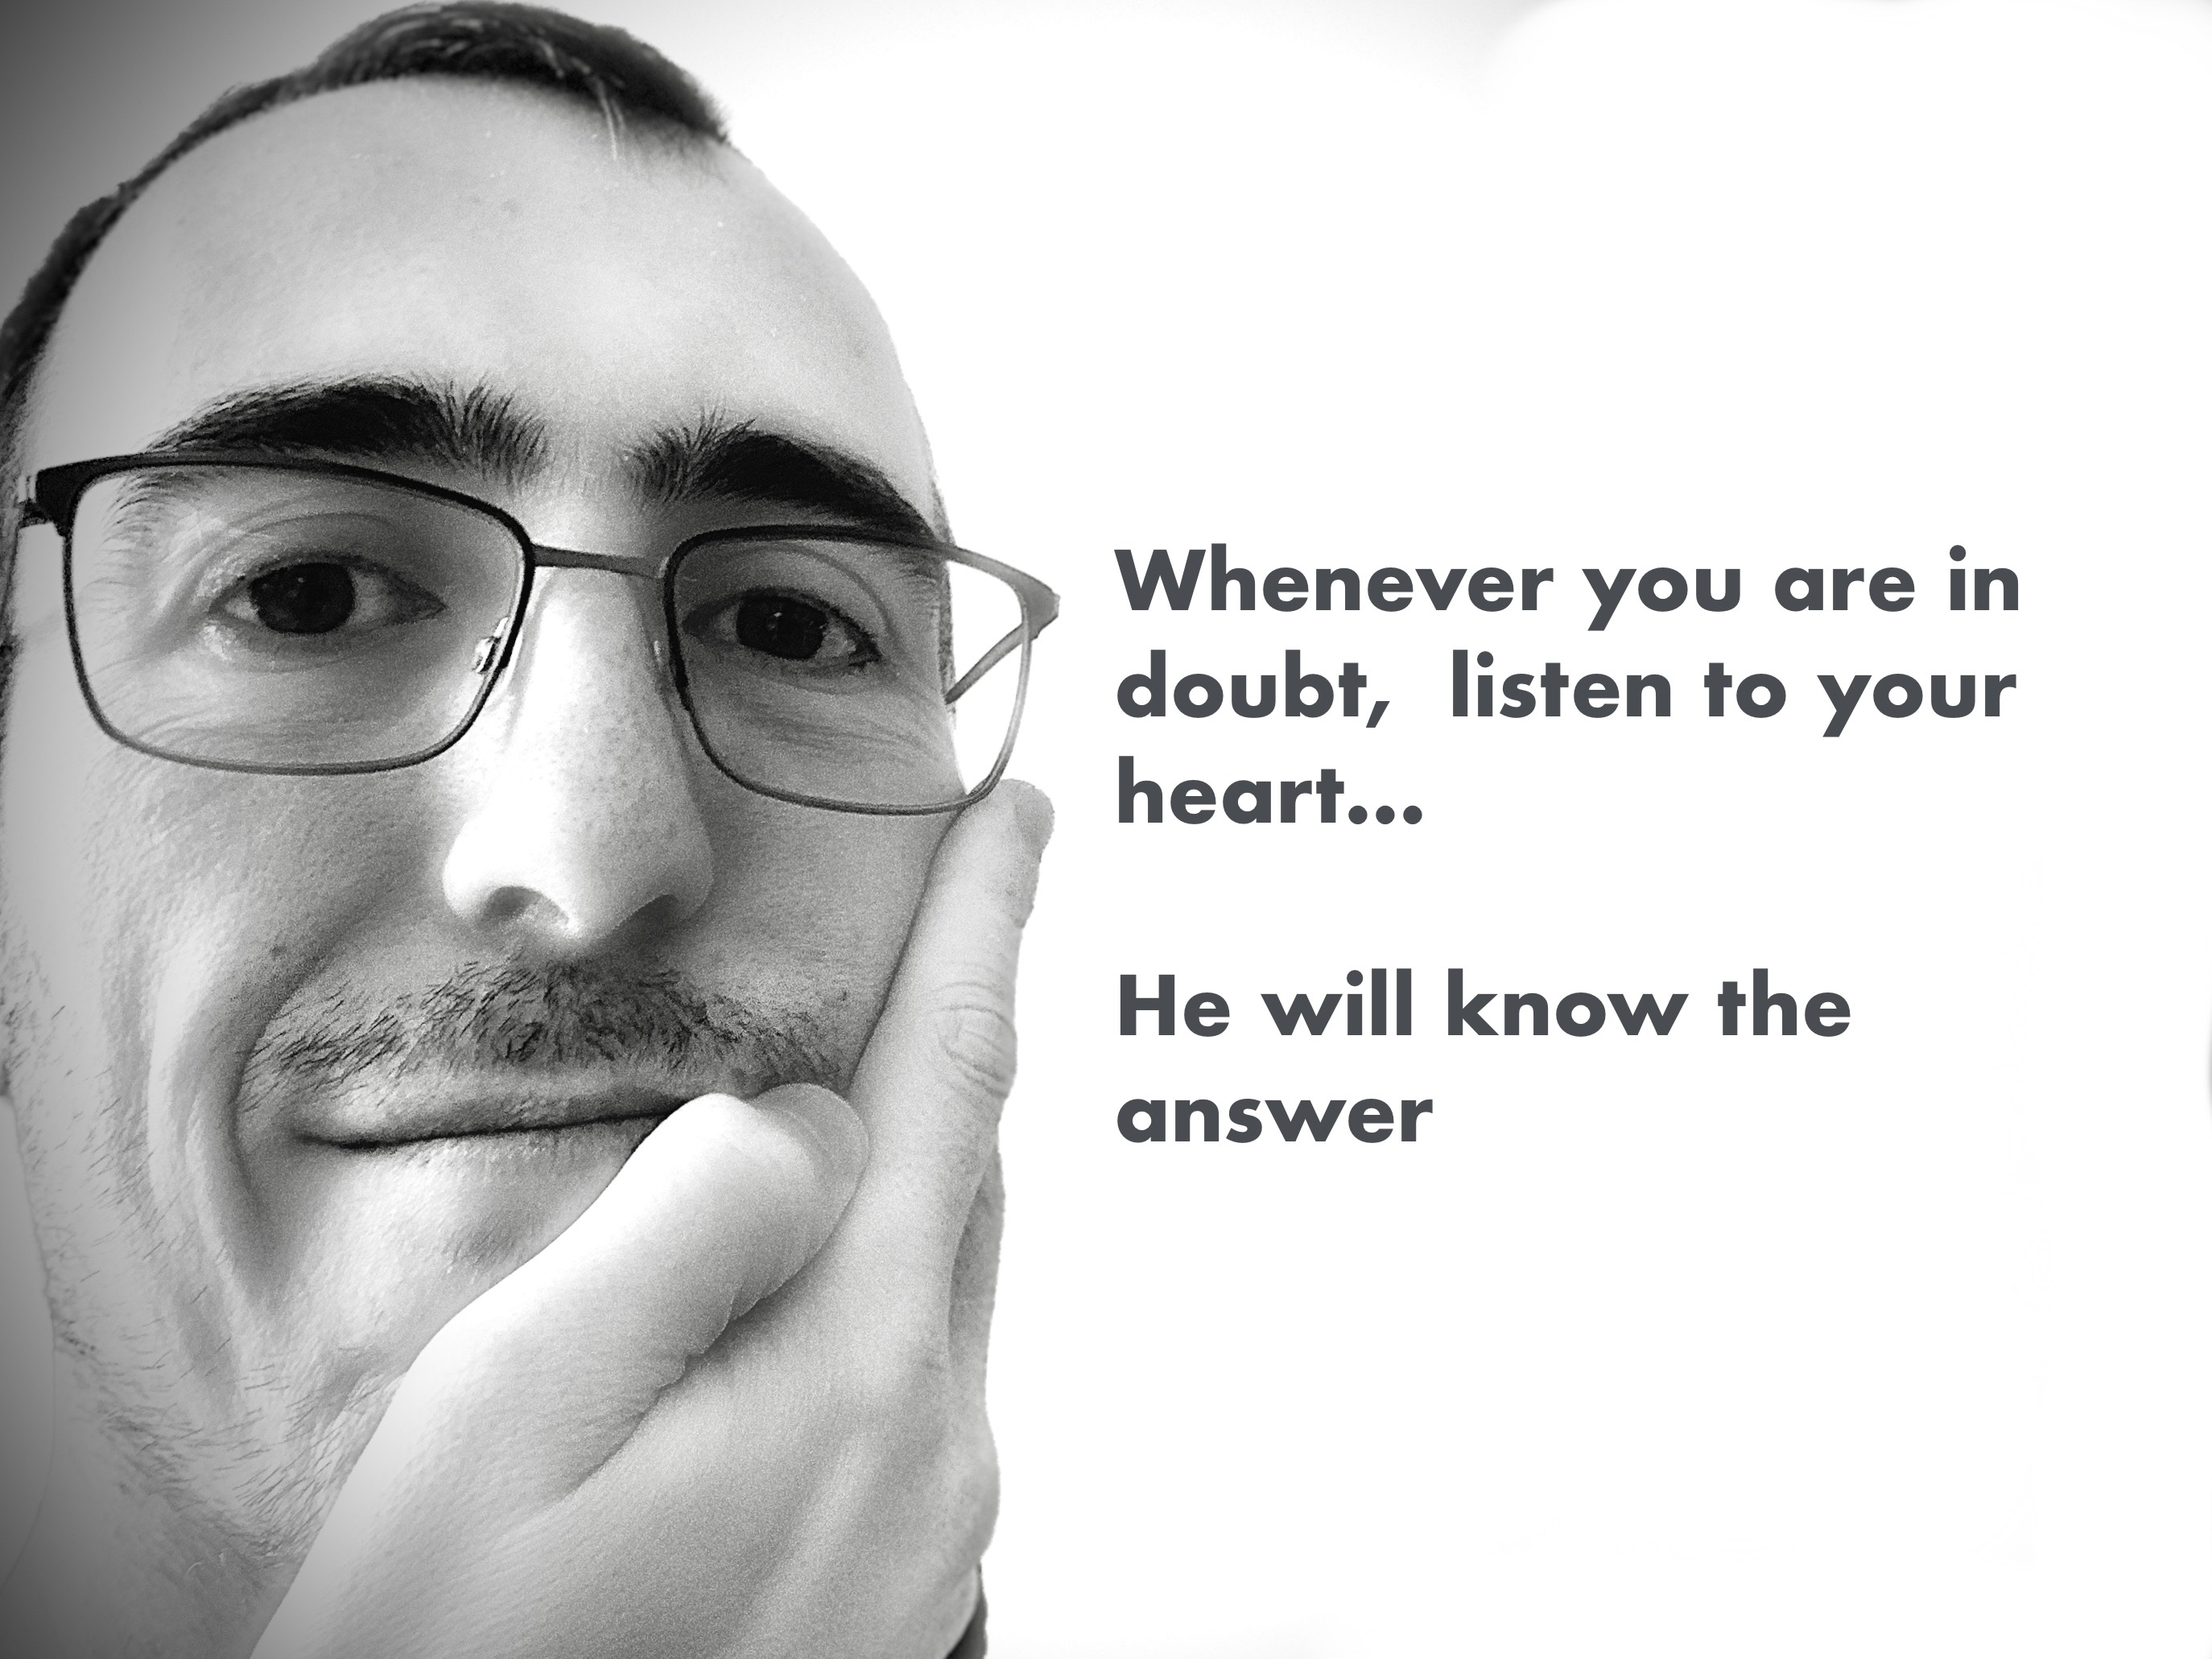 Whenever you are in
doubt,  listen to your
heart...
He will know the
answer